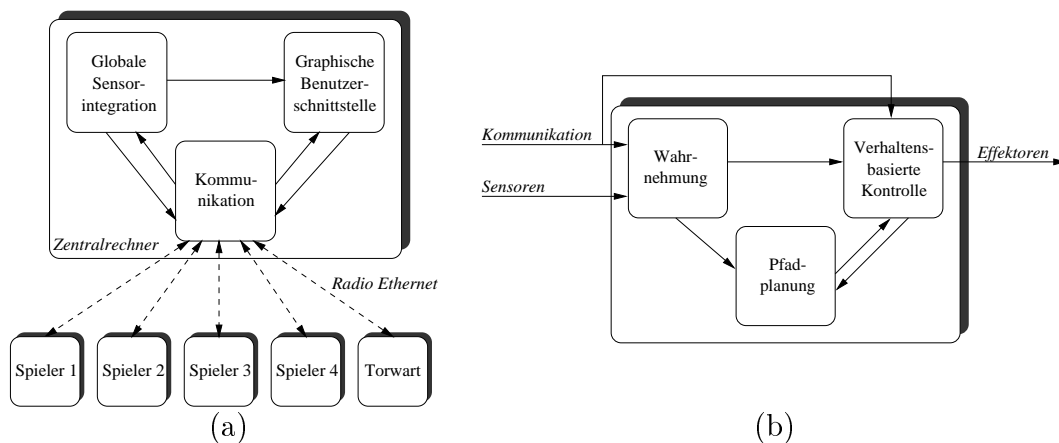 Globale
Sensor-
integration
Graphische
Benutzer-
schnittstelle
Kommu-
nikation
Zentralrechner
Radio Ethernet
Spieler 1
Spieler 2
Spieler 3
Spieler 4
Torwart
(a)
Kommunikation
Sensoren
Wahr-
nehmung
Verhaltens-
basierte
Kontrolle
Effektoren
Pfad-
planung
(b)